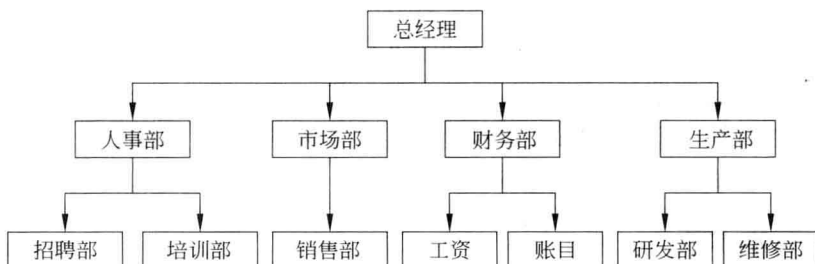 总经理
人事部 市场部 财务部 生产部
招聘部 培训部 销售部 工资 账目 研发部 维修部